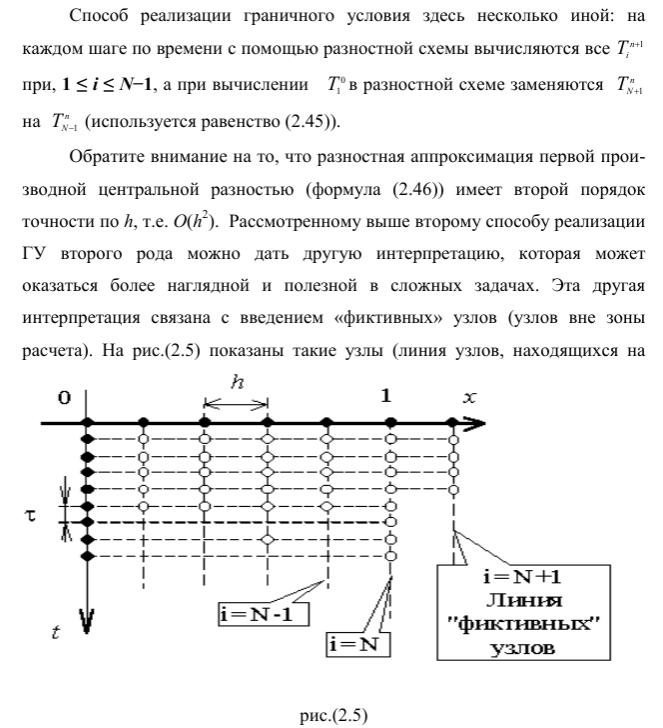 Способ реализации граничного условия здесь несколько иной: на
каждом шаге по времени с помощью разностной схемы вычисляются все $T_i^{n+1}$
при, 1 ≤ i ≤ N−1, а при вычислении $T_1^0$ в разностной схеме заменяются $T_{N+1}^n$
на $T_{N-1}^n$ (используется равенство (2.45)).
Обратите внимание на то, что разностная аппроксимация первой прои-
зводной центральной разностью (формула (2.46)) имеет второй порядок
точности по h, т.е. O(h²). Рассмотренному выше второму способу реализации
ГУ второго рода можно дать другую интерпретацию, которая может
оказаться более наглядной и полезной в сложных задачах. Эта другая
интерпретация связана с введением «фиктивных» узлов (узлов вне зоны
расчета). На рис.(2.5) показаны такие узлы (линия узлов, находящихся на
0 h 1 x
τ
t
i=N-1
i=N
i=N+1
Линия
"фиктивных"
узлов
рис.(2.5)